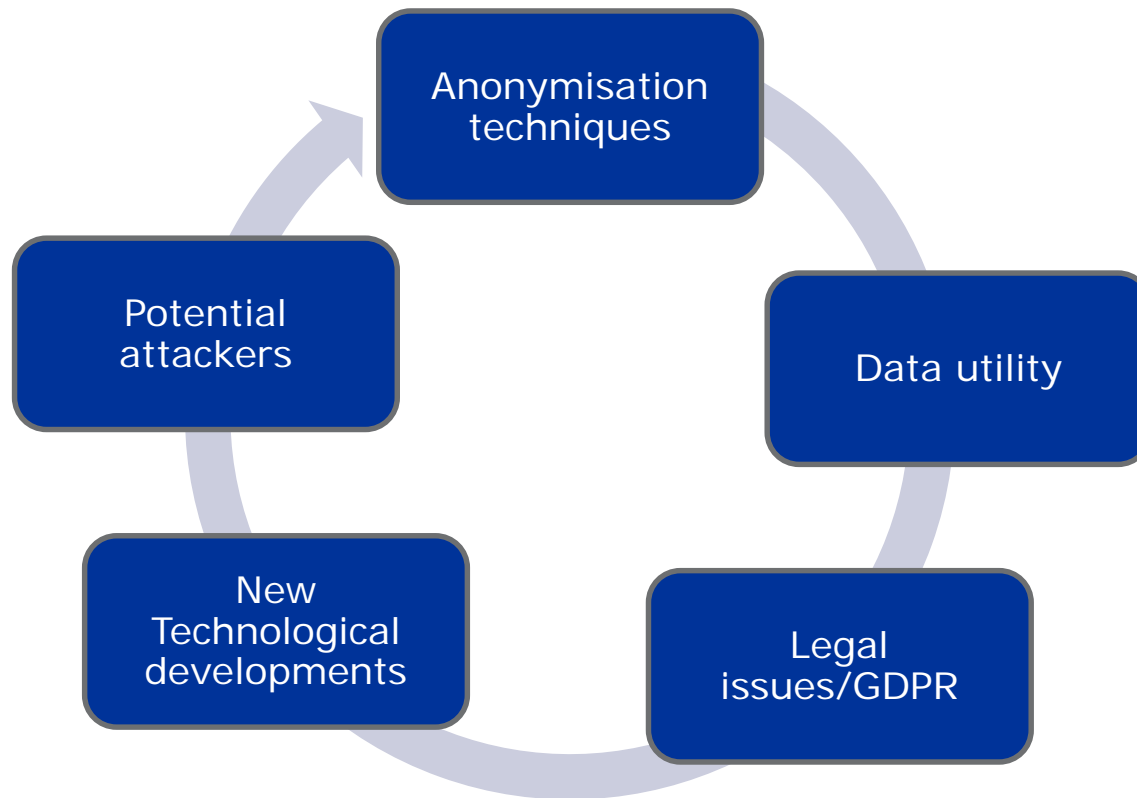 Anonymisation
techniques
Data utility
Legal
issues/GDPR
New
Technological
developments
Potential
attackers